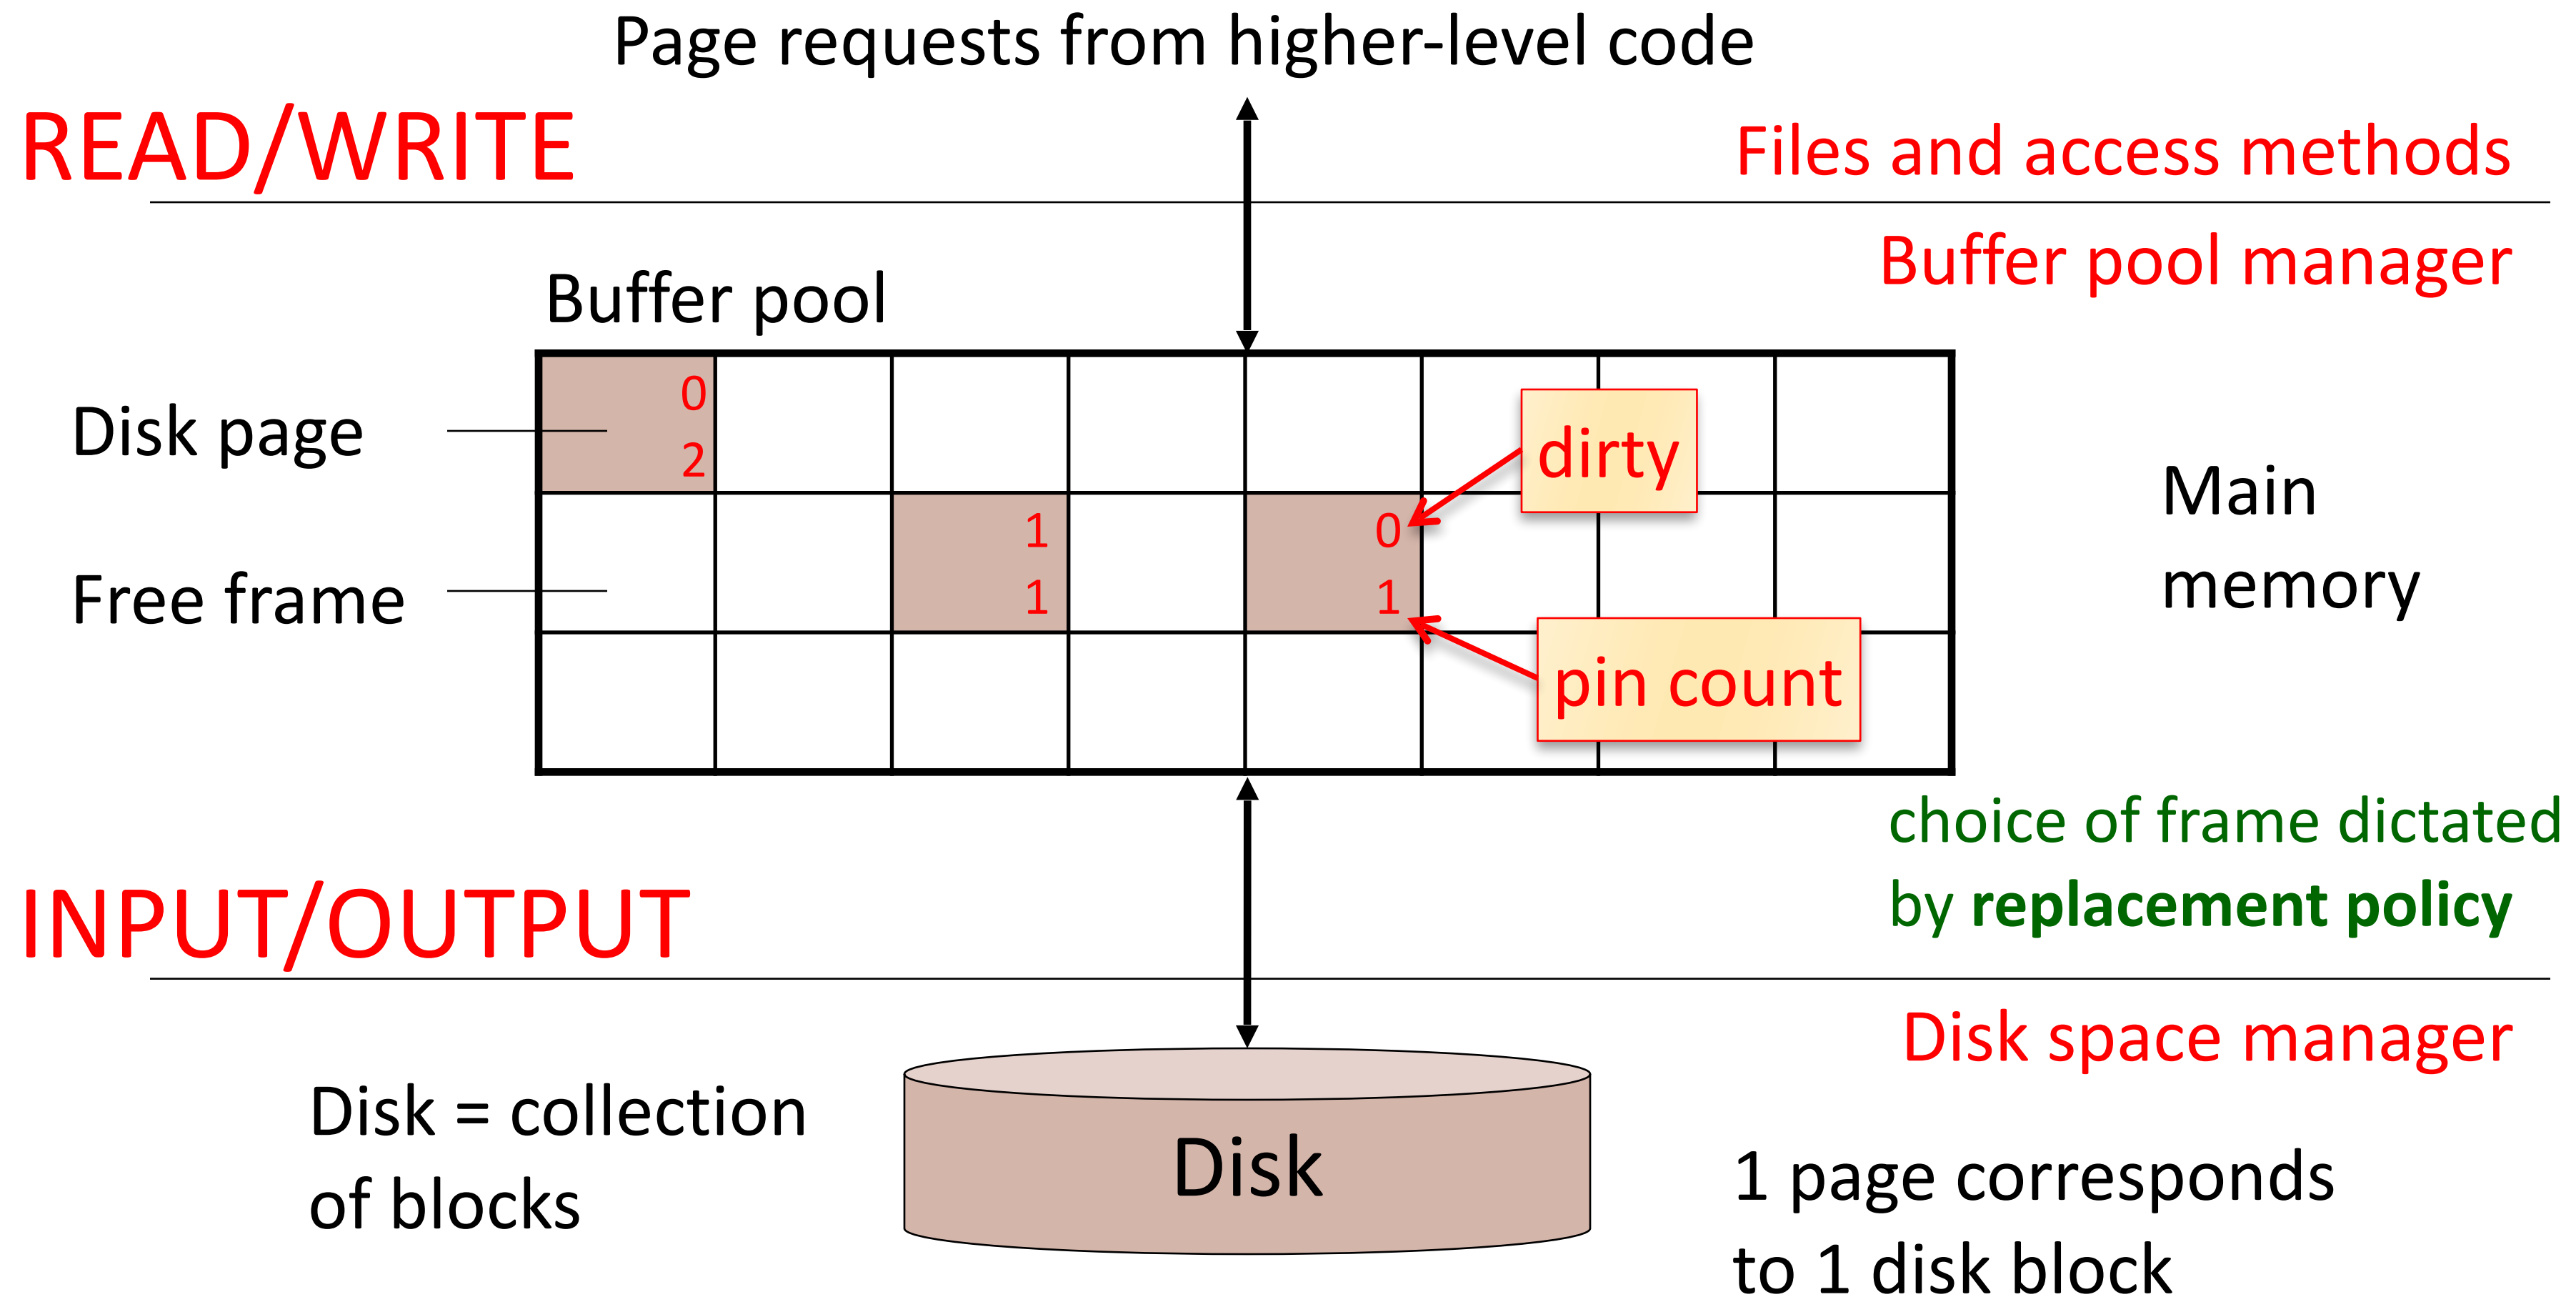 Page requests from higher-level code
READ/WRITE
Files and access methods
Buffer pool manager
Buffer pool
Disk page
0
2
dirty
Main
memory
Free frame
1
1
0
1
pin count
choice of frame dictated
by replacement policy
INPUT/OUTPUT
Disk space manager
Disk = collection
of blocks
Disk
1 page corresponds
to 1 disk block